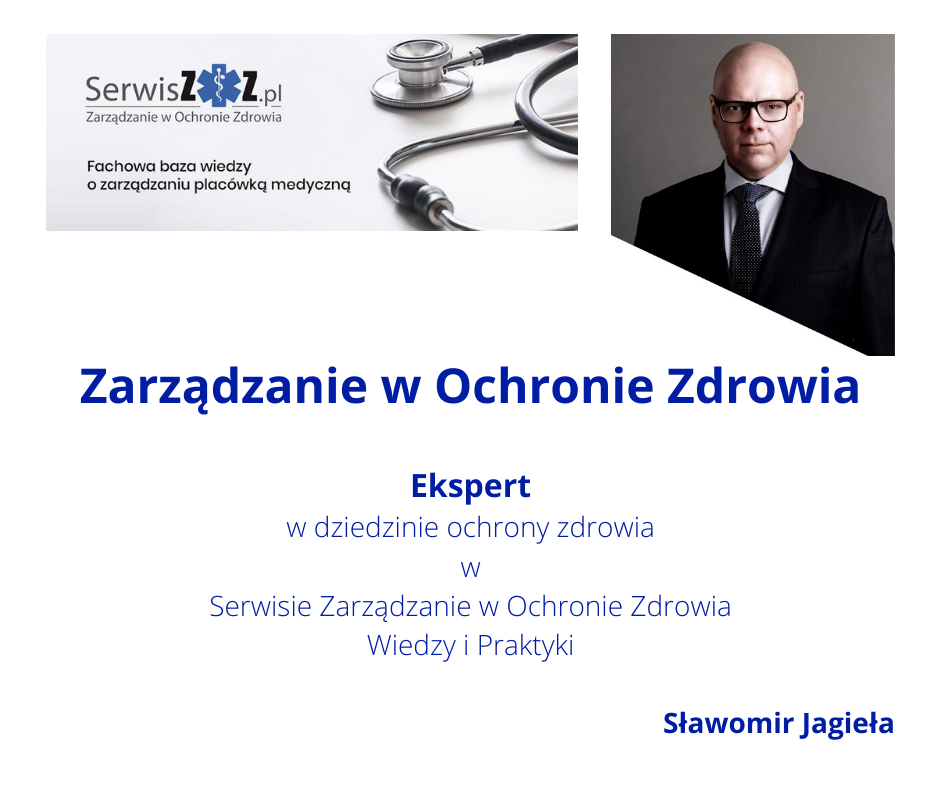 SerwisZOZ.pl
Zarządzanie w Ochronie Zdrowia
Fachowa baza wiedzy
o zarządzaniu placówką medyczną
Zarządzanie w Ochronie Zdrowia
Ekspert
w dziedzinie ochrony zdrowia
w
Serwisie Zarządzanie w Ochronie Zdrowia
Wiedzy i Praktyki
Sławomir Jagieła